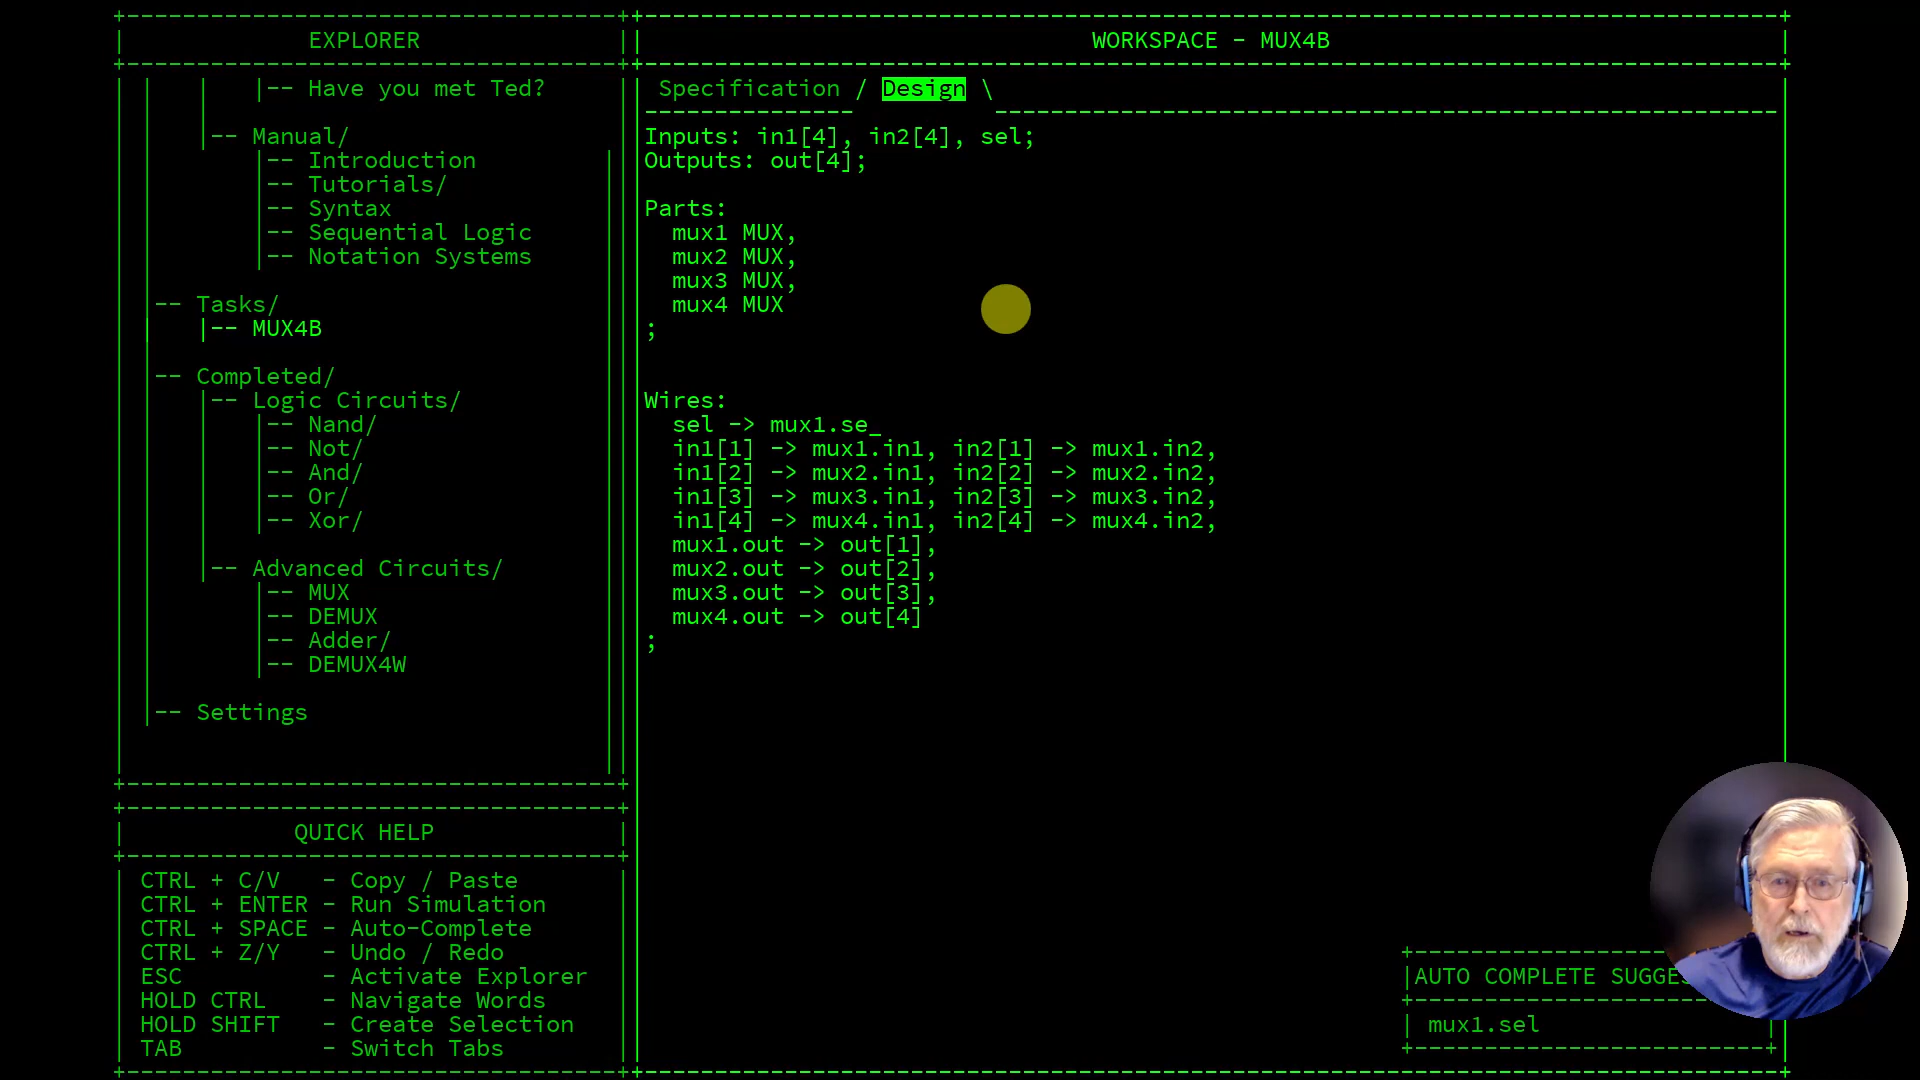 EXPLORER
|-- Have you met Ted?
|-- Manual/
|-- Introduction
|-- Tutorials/
|-- Syntax
|-- Sequential Logic
|-- Notation Systems
|-- Tasks/
|-- MUX4B
|-- Completed/
|-- Logic Circuits/
|-- Nand/
|-- Not/
|-- And/
|-- Or/
|-- Xor/
|-- Advanced Circuits/
|-- MUX
|-- DEMUX
|-- Adder/
|-- DEMUX4W
|-- Settings
QUICK HELP
CTRL + C/V - Copy / Paste
CTRL + ENTER - Run Simulation
CTRL + SPACE - Auto-Complete
CTRL + Z/Y - Undo / Redo
ESC - Activate Explorer
HOLD CTRL - Navigate Words
HOLD SHIFT - Create Selection
TAB - Switch Tabs
WORKSPACE - MUX4B
Specification / Design \
Inputs: in1[4], in2[4], sel;
Outputs: out[4];
Parts:
mux1 MUX,
mux2 MUX,
mux3 MUX,
mux4 MUX
;
Wires:
sel -> mux1.se_
in1[1] -> mux1.in1, in2[1] -> mux1.in2,
in1[2] -> mux2.in1, in2[2] -> mux2.in2,
in1[3] -> mux3.in1, in2[3] -> mux3.in2,
in1[4] -> mux4.in1, in2[4] -> mux4.in2,
mux1.out -> out[1],
mux2.out -> out[2],
mux3.out -> out[3],
mux4.out -> out[4]
;
AUTO COMPLETE
mux1.sel